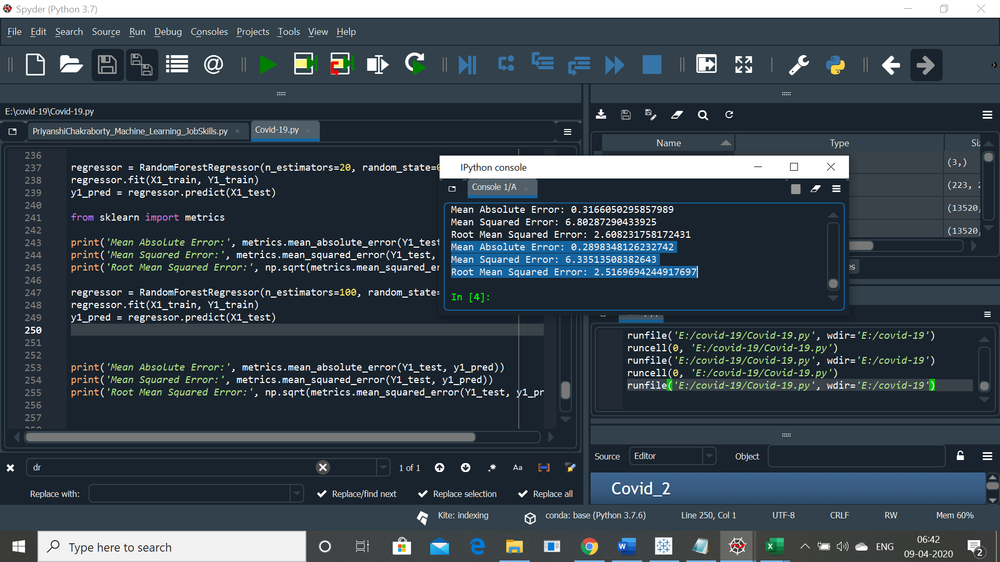 Spyder (Python 3.7)
File Edit Search Source Run Debug Consoles Projects Tools View Help
E:\covid-19\Covid-19.py
PriyanshiChakraborty_Machine_Learning_JobSkills.py
Covid-19.py
236
237 regressor = RandomForestRegressor(n_estimators=20, random_state=
238 regressor.fit(X1_train, Y1_train)
239 y1_pred = regressor.predict(X1_test)
240
241 from sklearn import metrics
242
243 print('Mean Absolute Error:', metrics.mean_absolute_error(Y1_test
244 print('Mean Squared Error:', metrics.mean_squared_error(Y1_test,
245 print('Root Mean Squared Error:', np.sqrt(metrics.mean_squared_er
246
247 regressor = RandomForestRegressor(n_estimators=100, random_state=
248 regressor.fit(X1_train, Y1_train)
249 y1_pred = regressor.predict(X1_test)
250
251
252
253 print('Mean Absolute Error:', metrics.mean_absolute_error(Y1_test, y1_pred))
254 print('Mean Squared Error:', metrics.mean_squared_error(Y1_test, y1_pred))
255 print('Root Mean Squared Error:', np.sqrt(metrics.mean_squared_error(Y1_test, y1_pr
256
257
dr
1 of 1
Aa
Replace with:
Replace/find next
Replace selection
Replace all
IPython console
Console 1/A
Mean Absolute Error: 0.3166050295857989
Mean Squared Error: 6.80287290433925
Root Mean Squared Error: 2.608231758172431
Mean Absolute Error: 0.2898348126232742
Mean Squared Error: 6.33513508382643
Root Mean Squared Error: 2.5169694244917697
In [4]:
Name Type Siz
(3,)
(223, 2
(13520,
(13520,
es
runfile('E:/covid-19/Covid-19.py', wdir='E:/covid-19')
runcell(0, 'E:/covid-19/Covid-19.py')
runfile('E:/covid-19/Covid-19.py', wdir='E:/covid-19')
runcell(0, 'E:/covid-19/Covid-19.py')
runfile('E:/covid-19/Covid-19.py', wdir='E:/covid-19')
Source Editor Object
Covid_2
Kite: indexing
conda: base (Python 3.7.6)
Line 250, Col 1
UTF-8
CRLF
RW
Mem 60%
Type here to search
ENG
06:42
09-04-2020
2